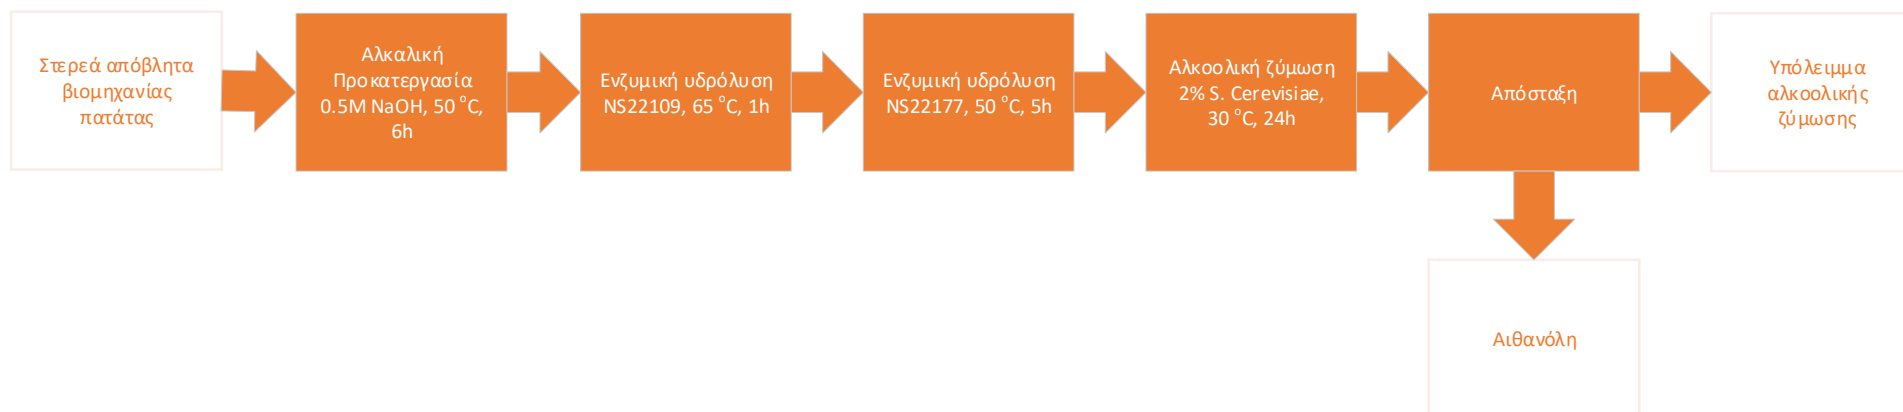 Στερεά απόβλητα
βιομηχανίας
πατάτας
Αλκαλική
Προκατεργασία
0.5M NaOH, 50 °C,
6h
Ενζυμική υδρόλυση
NS22109, 65 °C, 1h
Ενζυμική υδρόλυση
NS22177, 50 °C, 5h
Αλκοολική ζύμωση
2% S. Cerevisiae,
30 °C, 24h
Απόσταξη
Υπόλειμμα
αλκοολικής
ζύμωσης
Αιθανόλη